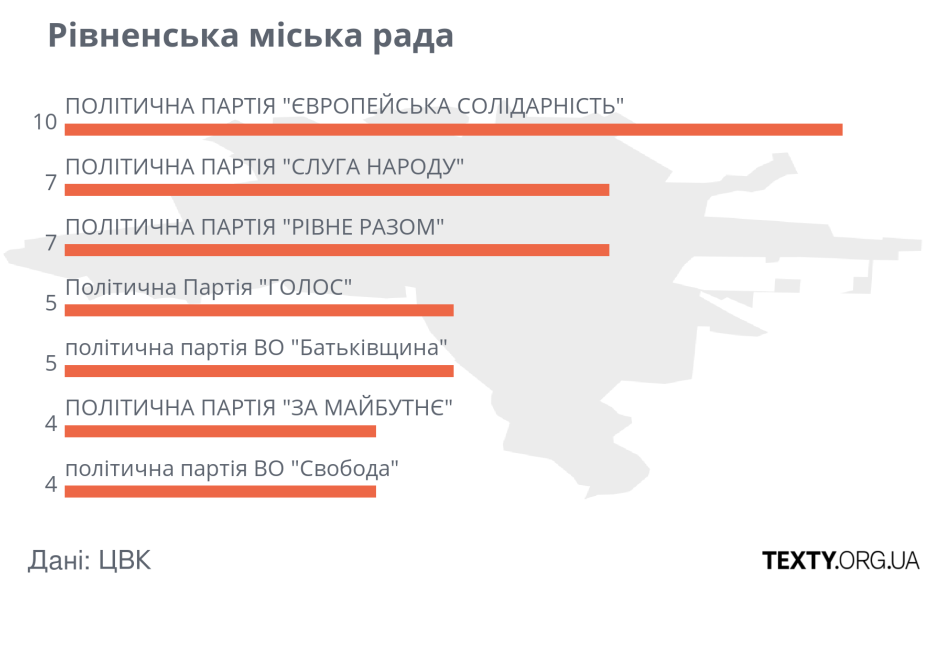 Рівненська міська рада
ПОЛІТИЧНА ПАРТІЯ "ЄВРОПЕЙСЬКА СОЛІДАРНІСТЬ"
10
ПОЛІТИЧНА ПАРТІЯ "СЛУГА НАРОДУ"
7
ПОЛІТИЧНА ПАРТІЯ "РІВНЕ РАЗОМ"
7
Політична Партія "ГОЛОС"
5
політична партія ВО "Батьківщина"
5
ПОЛІТИЧНА ПАРТІЯ "ЗА МАЙБУТНЄ"
4
політична партія ВО "Свобода"
4
Дані: ЦВК
TEXTY.ORG.UA